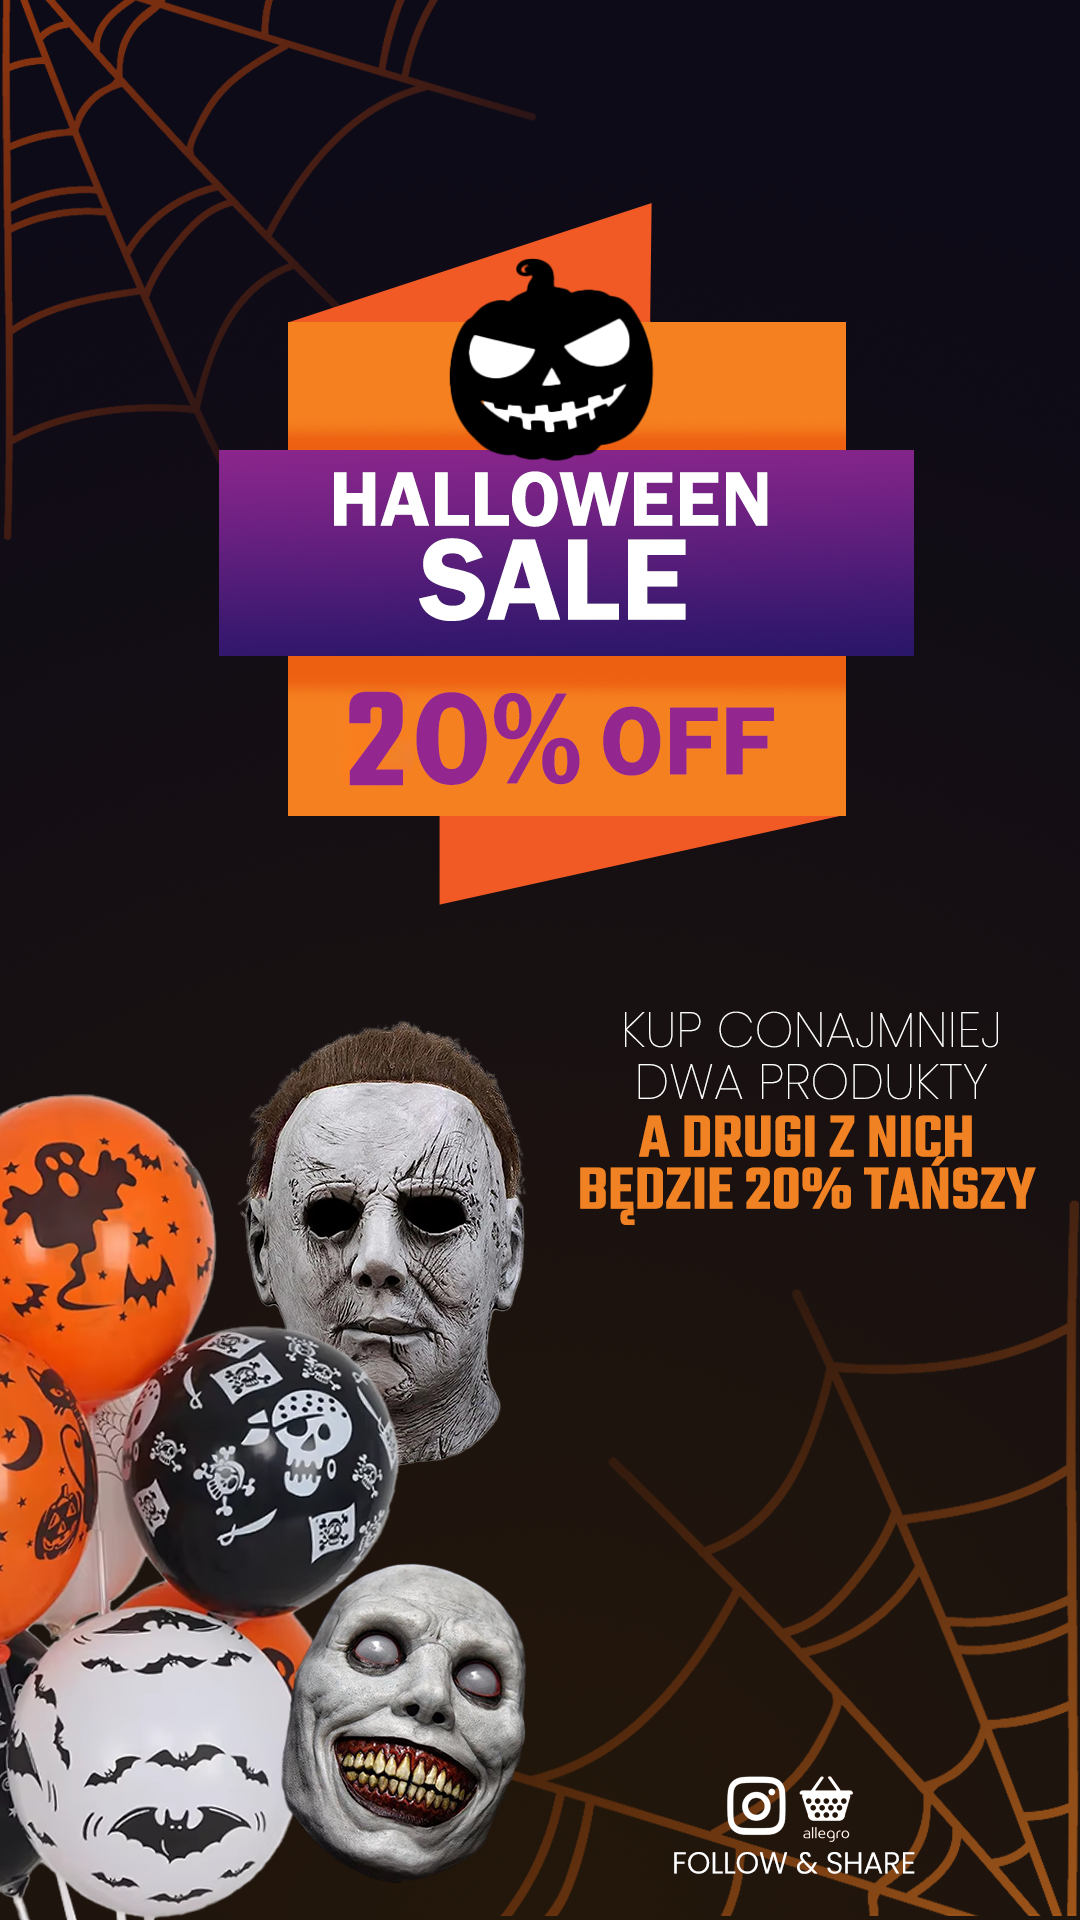 HALLOWEEN
SALE
20% OFF
KUP CONAJMNIEJ
DWA PRODUKTY
A DRUGI Z NICH
BĘDZIE 20% TAŃSZY
allegro
FOLLOW & SHARE